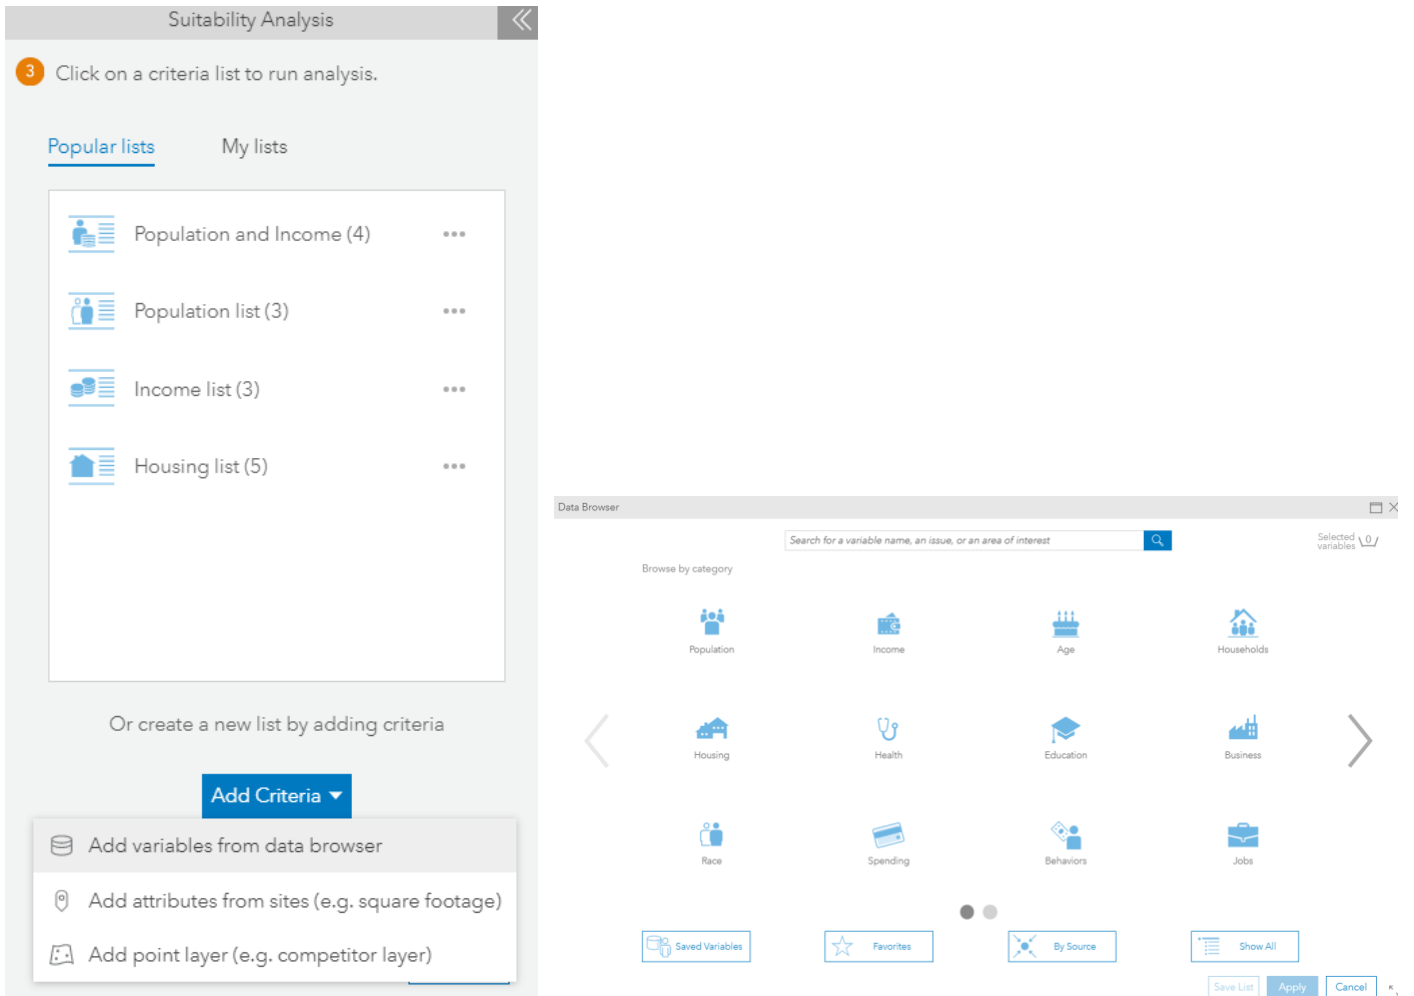 Suitability Analysis
3 Click on a criteria list to run analysis.
Popular lists My lists
Population and Income (4)
Population list (3)
Income list (3)
Housing list (5)
Or create a new list by adding criteria
Add Criteria
Add variables from data browser
Add attributes from sites (e.g. square footage)
Add point layer (e.g. competitor layer)
Data Browser
Search for a variable name, an issue, or an area of interest
Selected
variables 0
Browse by category
Population Income Age Households
Housing Health Education Business
Race Spending Behaviors Jobs
Saved Variables Favorites By Source Show All
Save List Apply Cancel